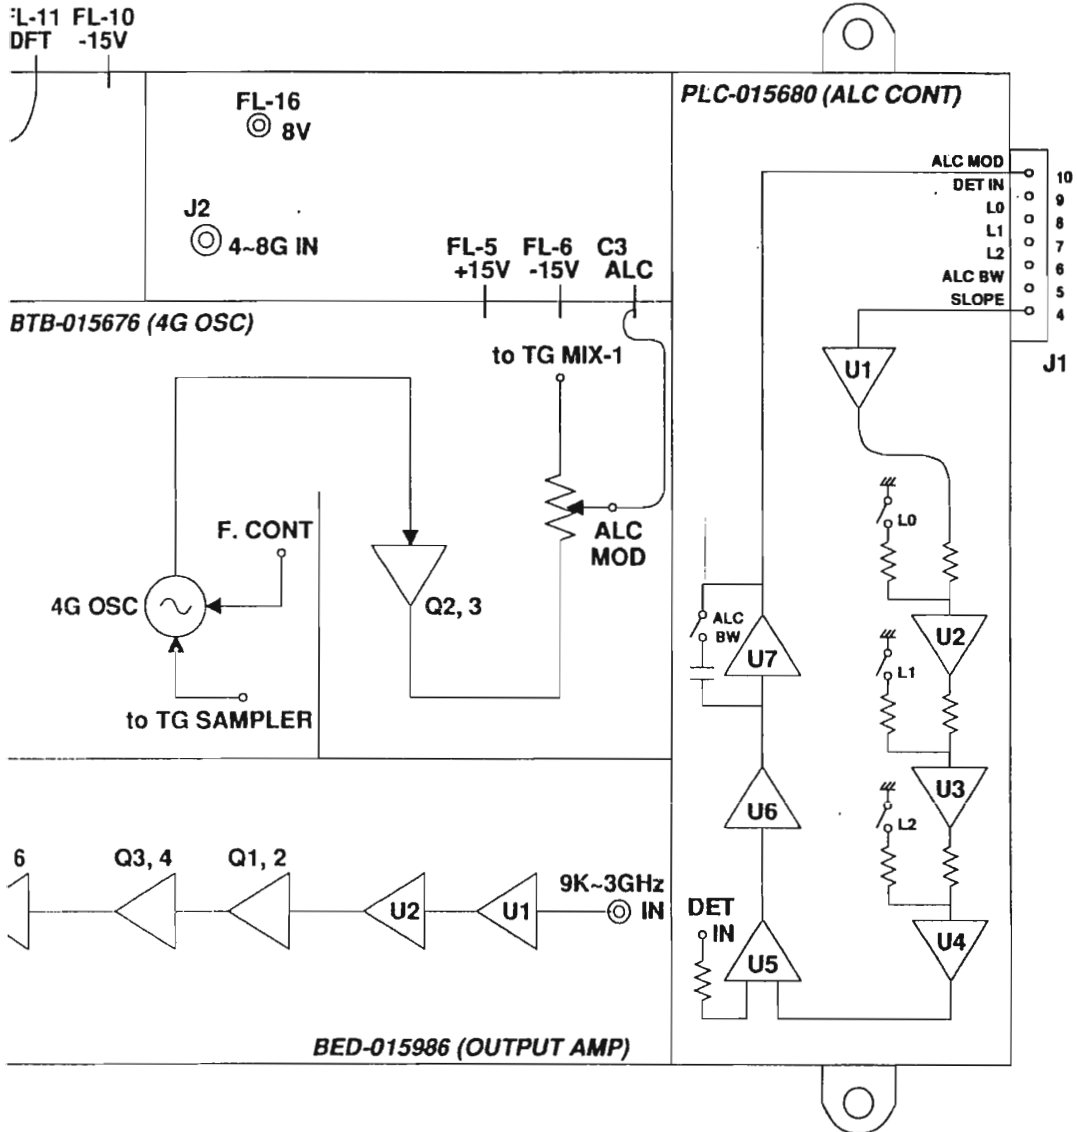 FL-10
DFT -15V
FL-16
8V
J2
4~8G IN
FL-5 FL-6 C3
+15V -15V ALC
BTB-015676 (4G OSC)
to TG MIX-1
F. CONT
ALC
MOD
4G OSC
Q2, 3
to TG SAMPLER
6 Q3, 4 Q1, 2
9K~3GHz
U2 U1 IN
BED-015986 (OUTPUT AMP)
PLC-015680 (ALC CONT)
ALC MOD 10
DET IN 9
L0 8
L1 7
L2 6
ALC BW 5
SLOPE 4
J1
U1
L0
ALC
BW
U2
U7
L1
U3
U6
L2
DET
IN
U4
U5